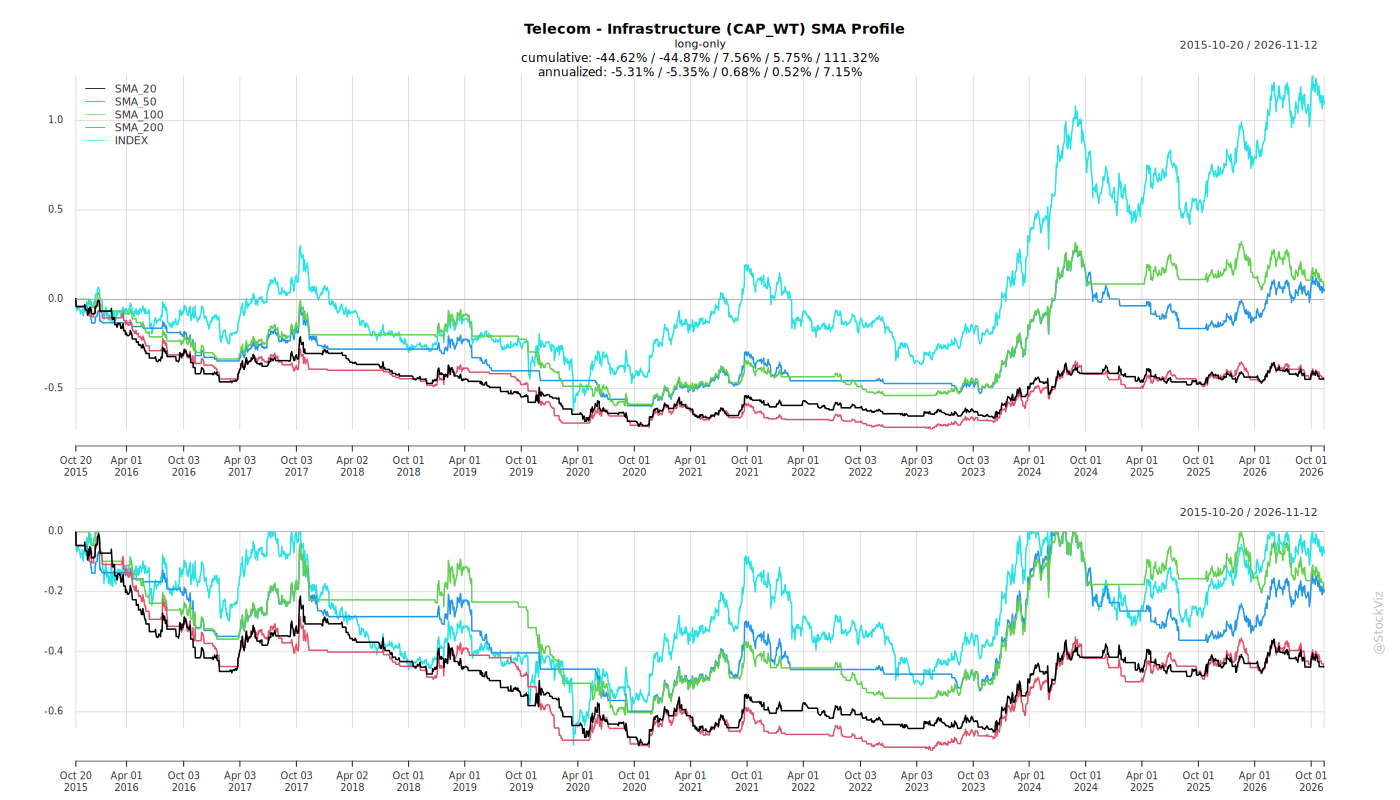 Telecom - Infrastructure (CAP_WT) SMA Profile
long-only
cumulative: -44.62% / -44.87% / 7.56% / 5.75% / 111.32%
annualized: -5.31% / -5.35% / 0.68% / 0.52% / 7.15%
2015-10-20 / 2026-11-12
SMA_20
SMA_50
SMA_100
SMA_200
INDEX
1.0
0.5
0.0
-0.5
Oct 20 Apr 01 Oct 03 Apr 03 Oct 03 Apr 02 Oct 01 Apr 01 Oct 01 Apr 01 Oct 01 Apr 01 Oct 01 Apr 01 Oct 03 Apr 03 Oct 03 Apr 01 Oct 01 Apr 01 Oct 01 Apr 01 Oct 01
2015 2016 2016 2017 2017 2018 2018 2019 2019 2020 2020 2021 2021 2022 2022 2023 2023 2024 2024 2025 2025 2026 2026
2015-10-20 / 2026-11-12
0.0
-0.2
-0.4
-0.6
Oct 20 Apr 01 Oct 03 Apr 03 Oct 03 Apr 02 Oct 01 Apr 01 Oct 01 Apr 01 Oct 01 Apr 01 Oct 01 Apr 01 Oct 03 Apr 03 Oct 03 Apr 01 Oct 01 Apr 01 Oct 01 Apr 01 Oct 01
2015 2016 2016 2017 2017 2018 2018 2019 2019 2020 2020 2021 2021 2022 2022 2023 2023 2024 2024 2025 2025 2026 2026
@StockViz